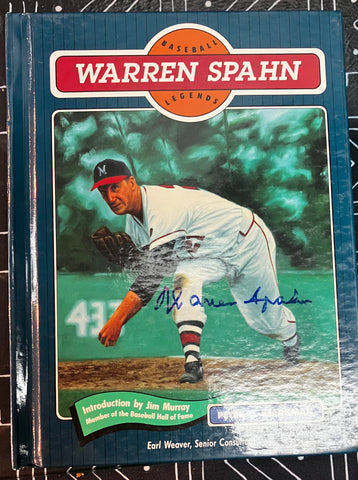 BASEBALL
WARREN SPAHN
LEGENDS
M
433
Warren Spahn
Introduction by Jim Murray
Member of the Baseball Hall of Fame
Earl Weaver, Senior